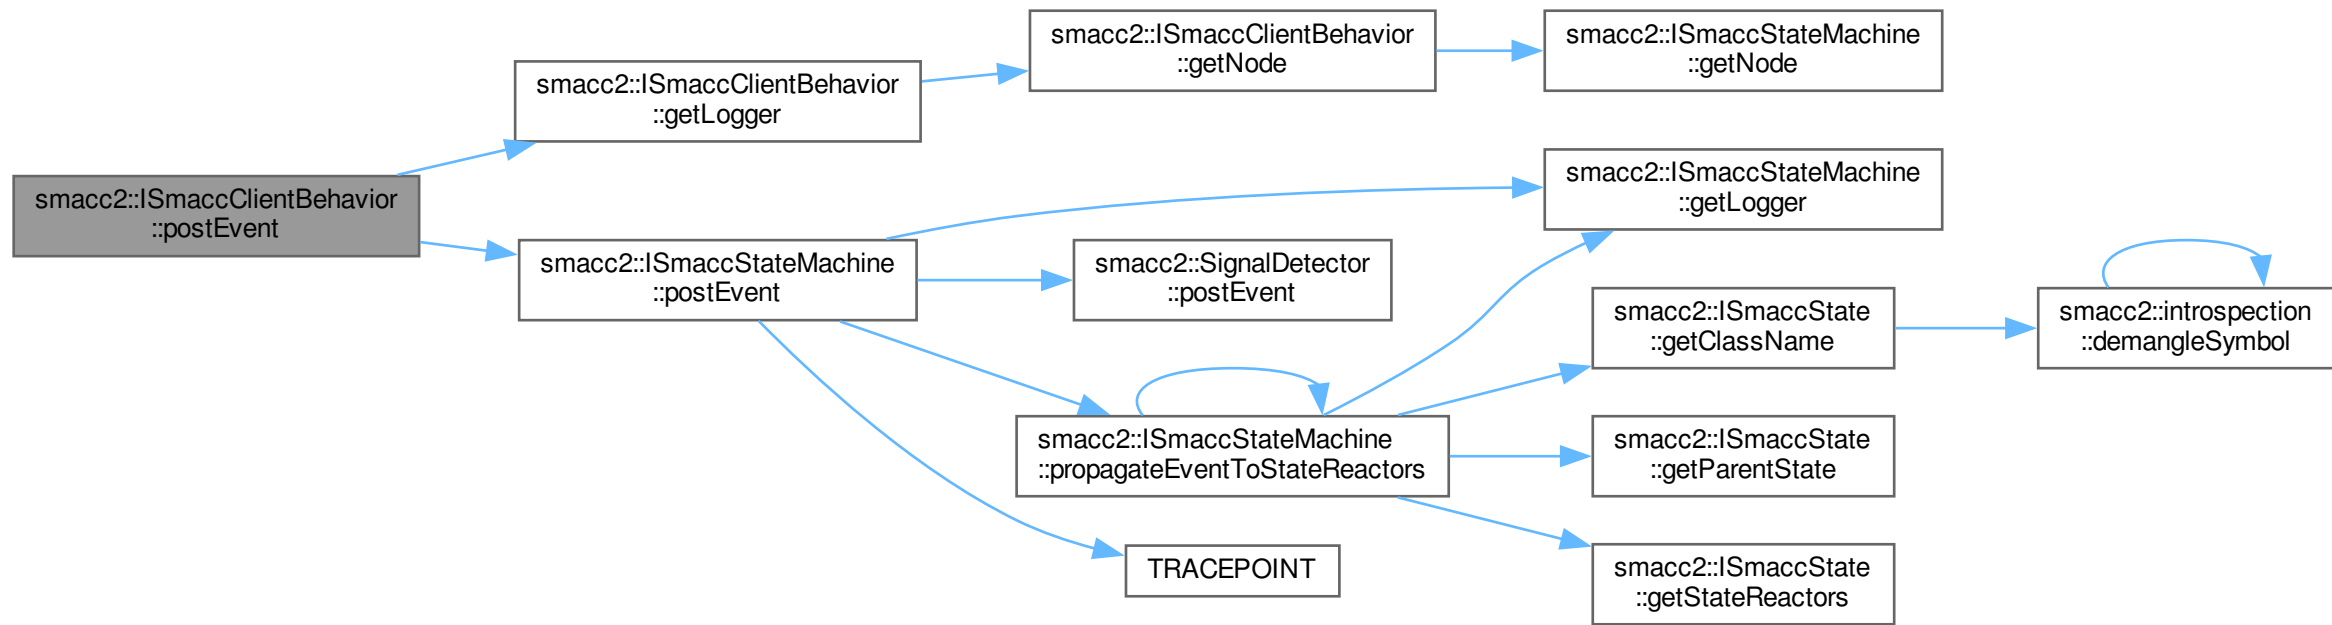 smacc2::ISmaccClientBehavior
::postEvent
smacc2::ISmaccClientBehavior
::getLogger
smacc2::ISmaccClientBehavior
::getNode
smacc2::ISmaccStateMachine
::getNode
smacc2::ISmaccStateMachine
::postEvent
smacc2::ISmaccStateMachine
::getLogger
smacc2::SignalDetector
::postEvent
smacc2::ISmaccStateMachine
::propagateEventToStateReactors
smacc2::ISmaccState
::getClassName
smacc2::introspection
::demangleSymbol
smacc2::ISmaccState
::getParentState
smacc2::ISmaccState
::getStateReactors
TRACEPOINT